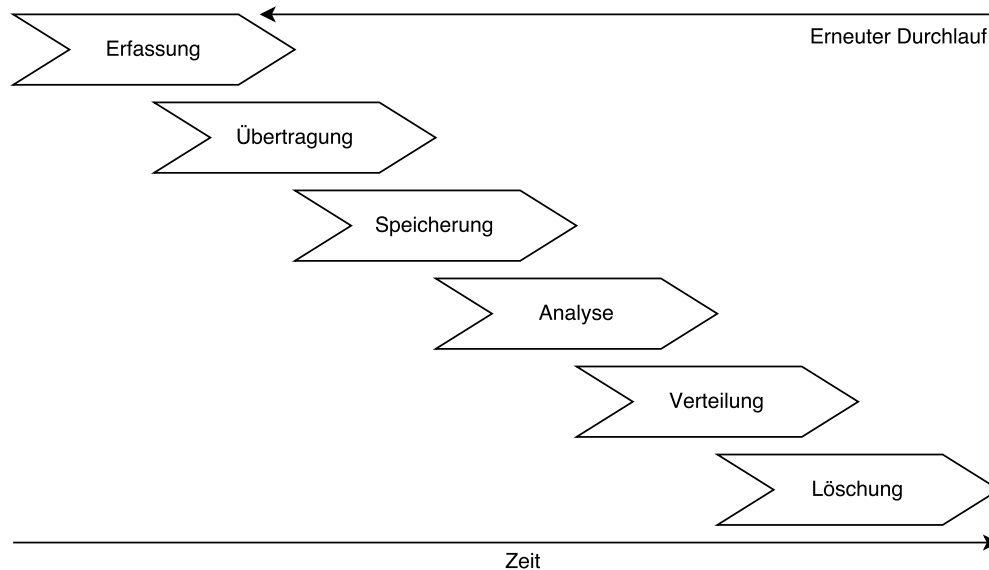 Erfassung
Erneuter Durchlauf
Übertragung
Speicherung
Analyse
Verteilung
Löschung
Zeit